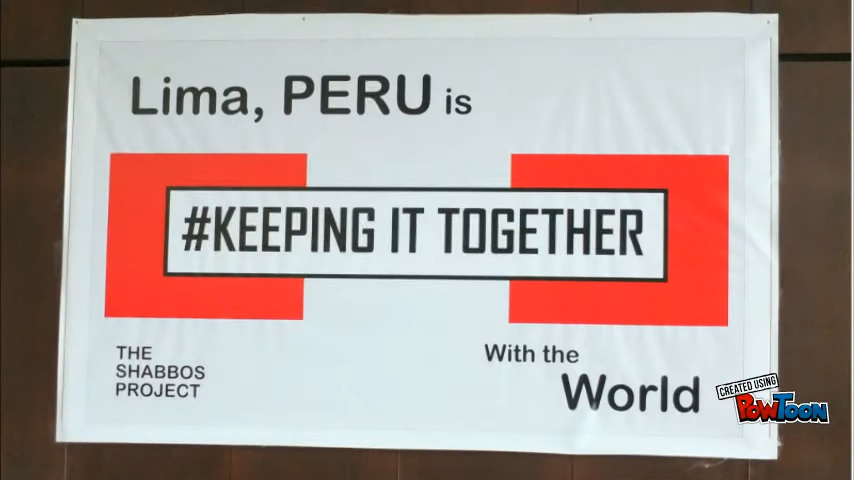 Lima, PERU is
#KEEPING IT TOGETHER
THE
SHABBOS
PROJECT
With the
World
CREATED USING
POWTOON